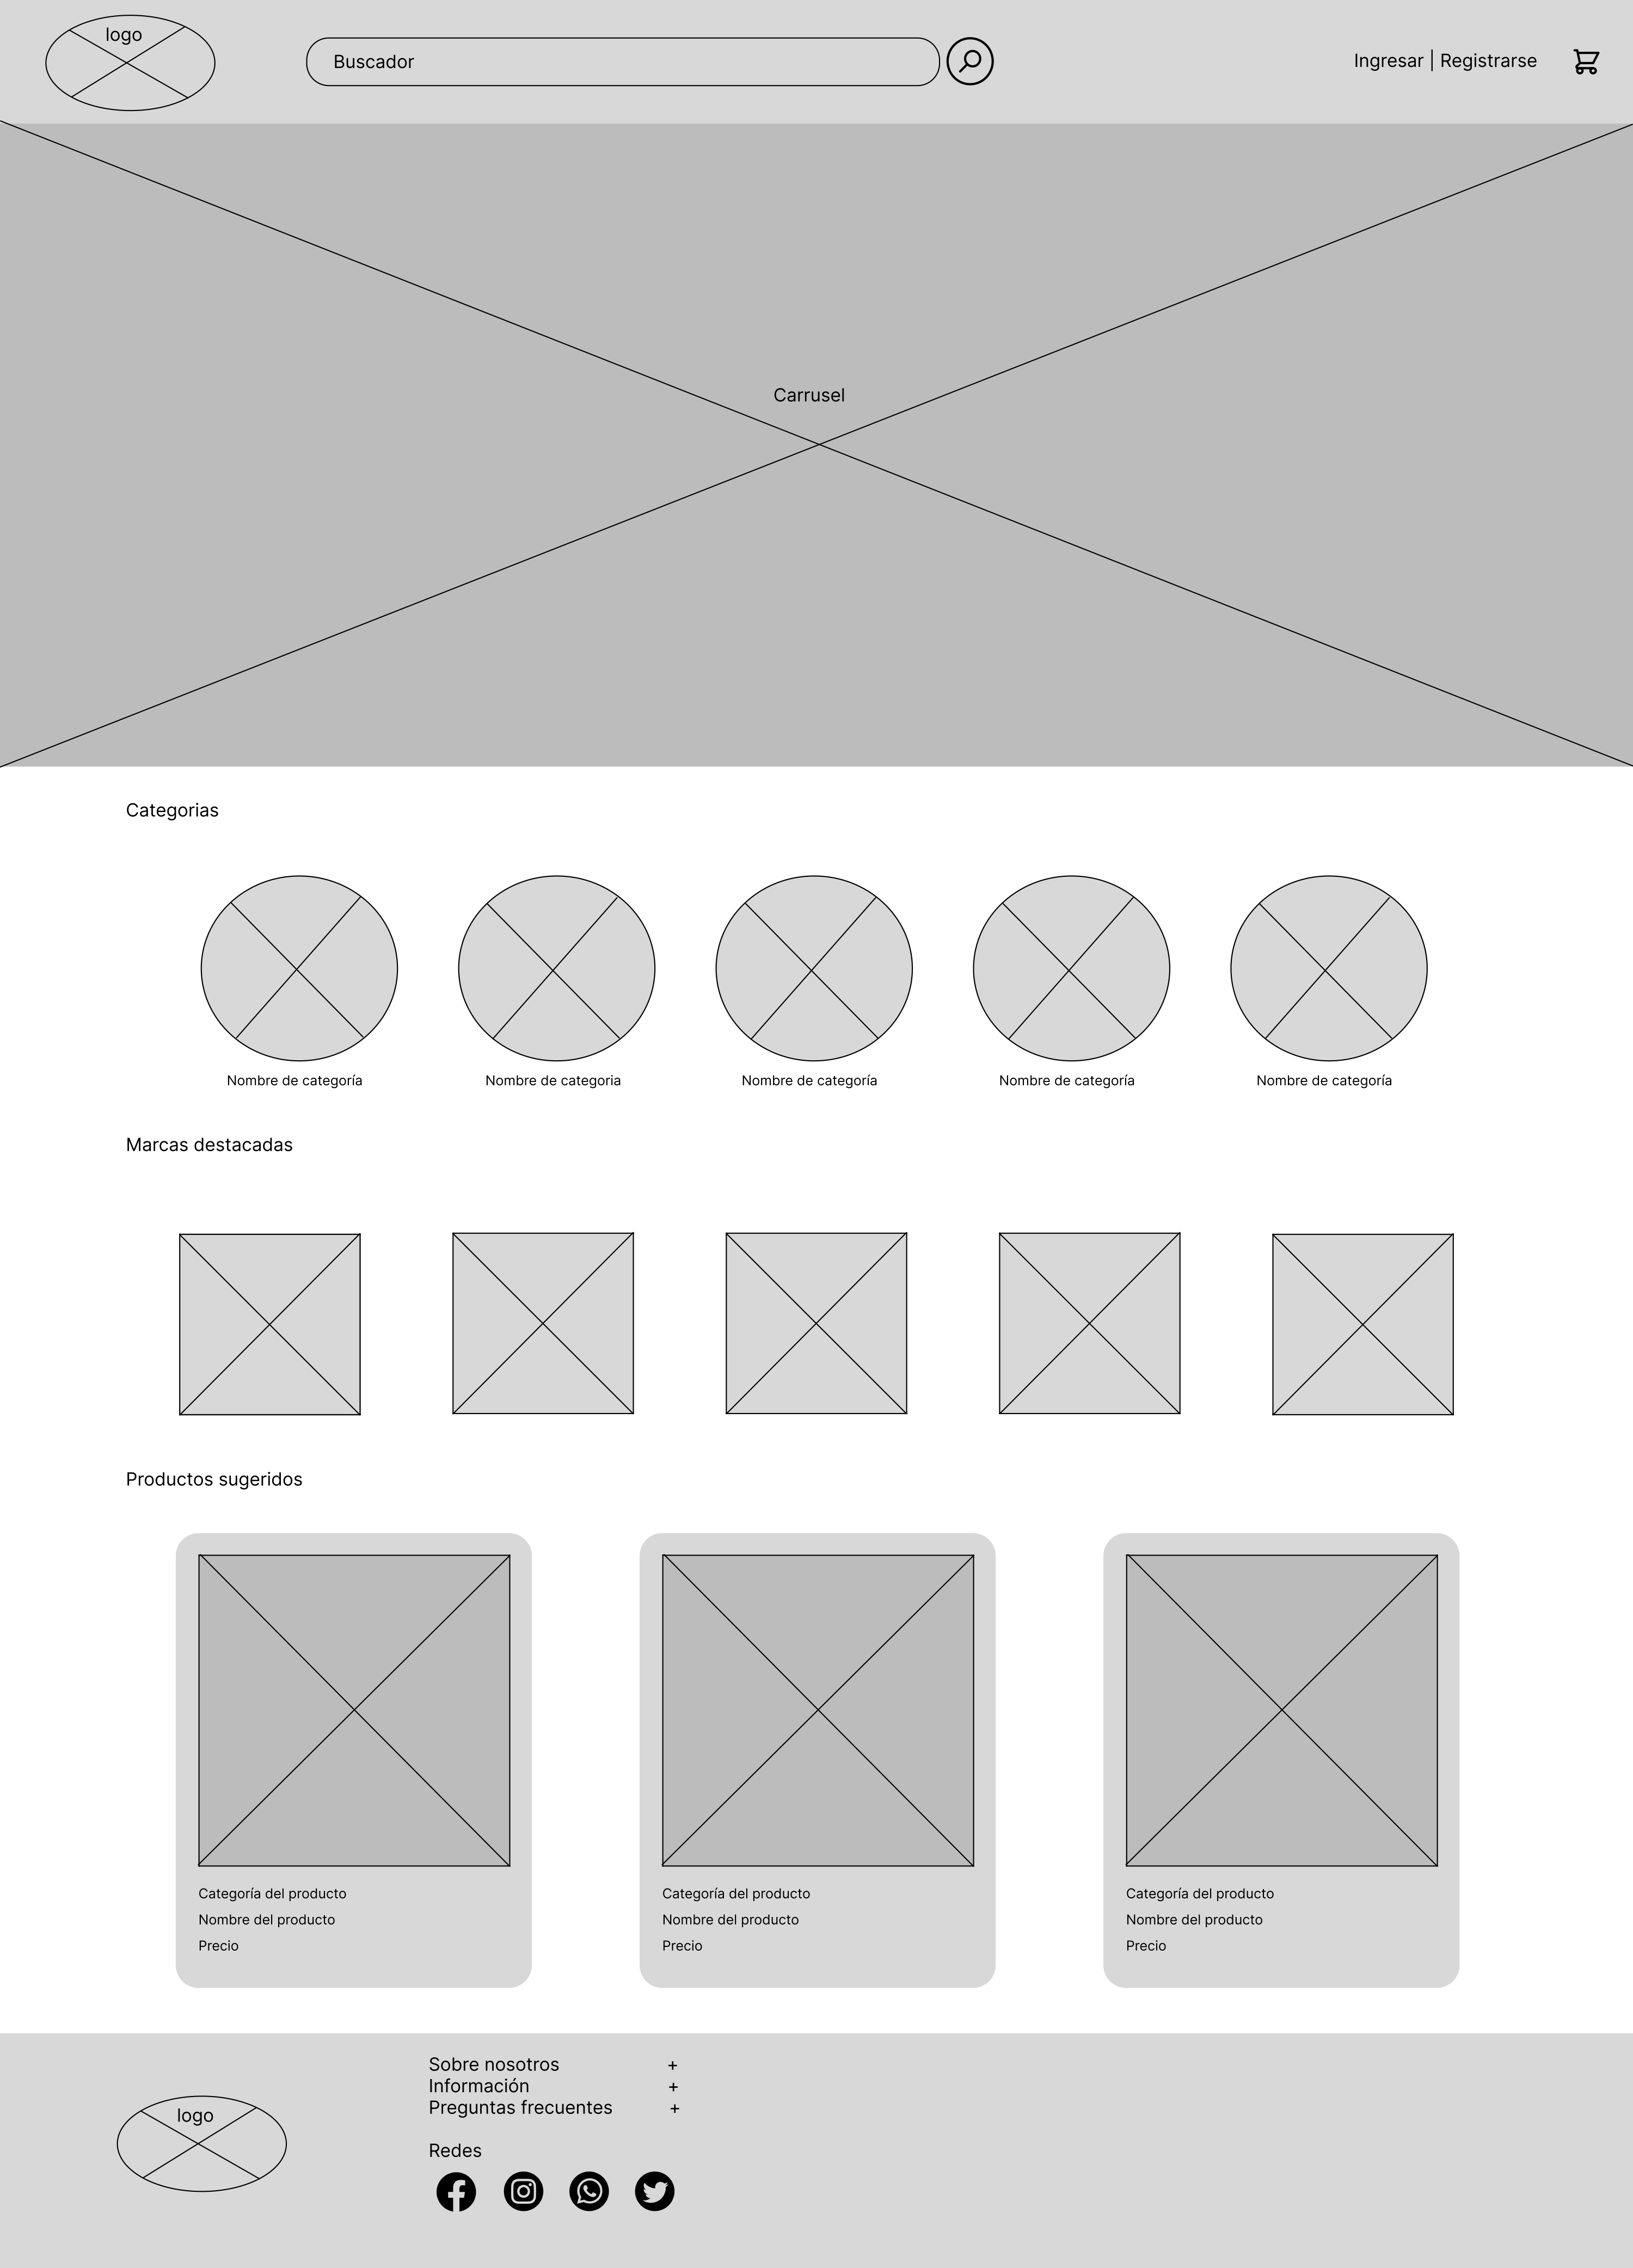 logo
Buscador
Ingresar | Registrarse
Carrusel
Categorias
Nombre de categoría
Nombre de categoria
Nombre de categoría
Nombre de categoría
Nombre de categoría
Marcas destacadas
Productos sugeridos
Categoría del producto
Nombre del producto
Precio
Categoría del producto
Nombre del producto
Precio
Categoría del producto
Nombre del producto
Precio
logo
Sobre nosotros +
Información +
Preguntas frecuentes +
Redes